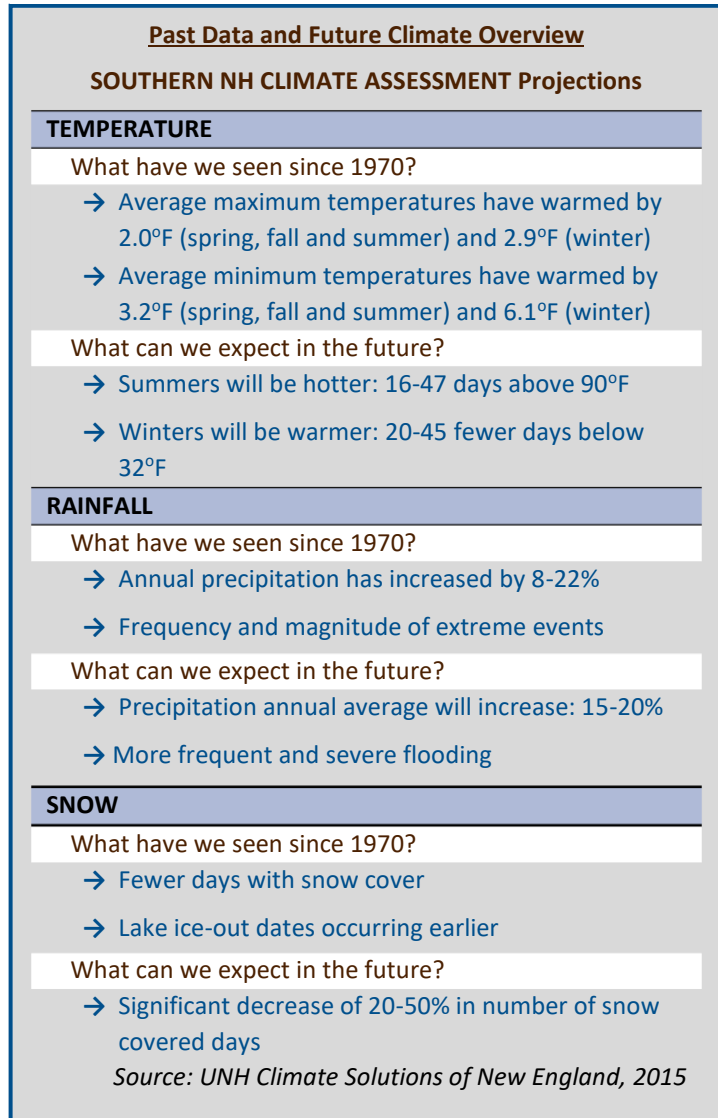 Past Data and Future Climate Overview
SOUTHERN NH CLIMATE ASSESSMENT Projections
TEMPERATURE
What have we seen since 1970?
→ Average maximum temperatures have warmed by
2.0°F (spring, fall and summer) and 2.9°F (winter)
→ Average minimum temperatures have warmed by
3.2°F (spring, fall and summer) and 6.1°F (winter)
What can we expect in the future?
→ Summers will be hotter: 16-47 days above 90°F
→ Winters will be warmer: 20-45 fewer days below
32°F
RAINFALL
What have we seen since 1970?
→ Annual precipitation has increased by 8-22%
→ Frequency and magnitude of extreme events
What can we expect in the future?
→ Precipitation annual average will increase: 15-20%
→ More frequent and severe flooding
SNOW
What have we seen since 1970?
→ Fewer days with snow cover
→ Lake ice-out dates occurring earlier
What can we expect in the future?
→ Significant decrease of 20-50% in number of snow
covered days
Source: UNH Climate Solutions of New England, 2015